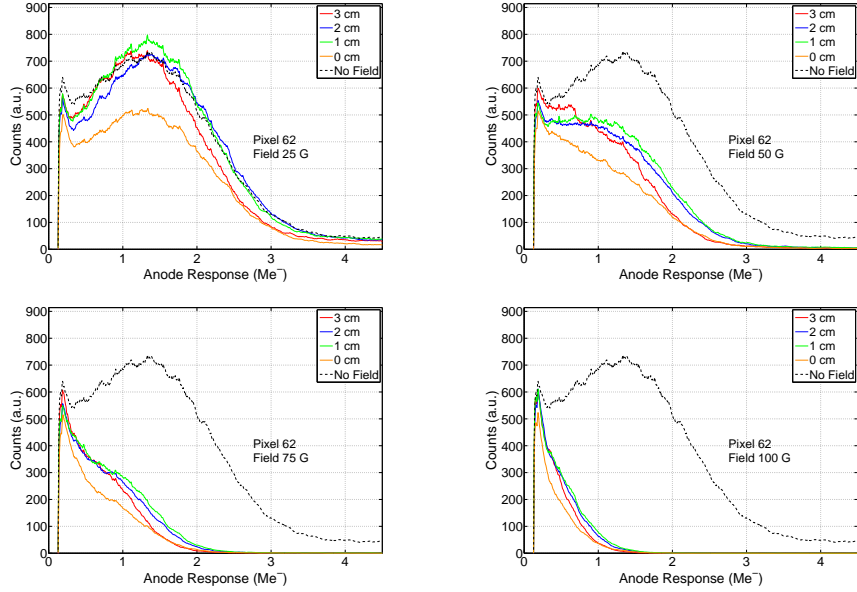 900
800
700
600
500
400
300
200
100
0
Counts (a.u.)
0 1 2 3 4
Anode Response (Me⁻)
3 cm
2 cm
1 cm
0 cm
No Field
Pixel 62
Field 25 G
900
800
700
600
500
400
300
200
100
0
Counts (a.u.)
0 1 2 3 4
Anode Response (Me⁻)
3 cm
2 cm
1 cm
0 cm
No Field
Pixel 62
Field 50 G
900
800
700
600
500
400
300
200
100
0
Counts (a.u.)
0 1 2 3 4
Anode Response (Me⁻)
3 cm
2 cm
1 cm
0 cm
No Field
Pixel 62
Field 75 G
900
800
700
600
500
400
300
200
100
0
Counts (a.u.)
0 1 2 3 4
Anode Response (Me⁻)
3 cm
2 cm
1 cm
0 cm
No Field
Pixel 62
Field 100 G